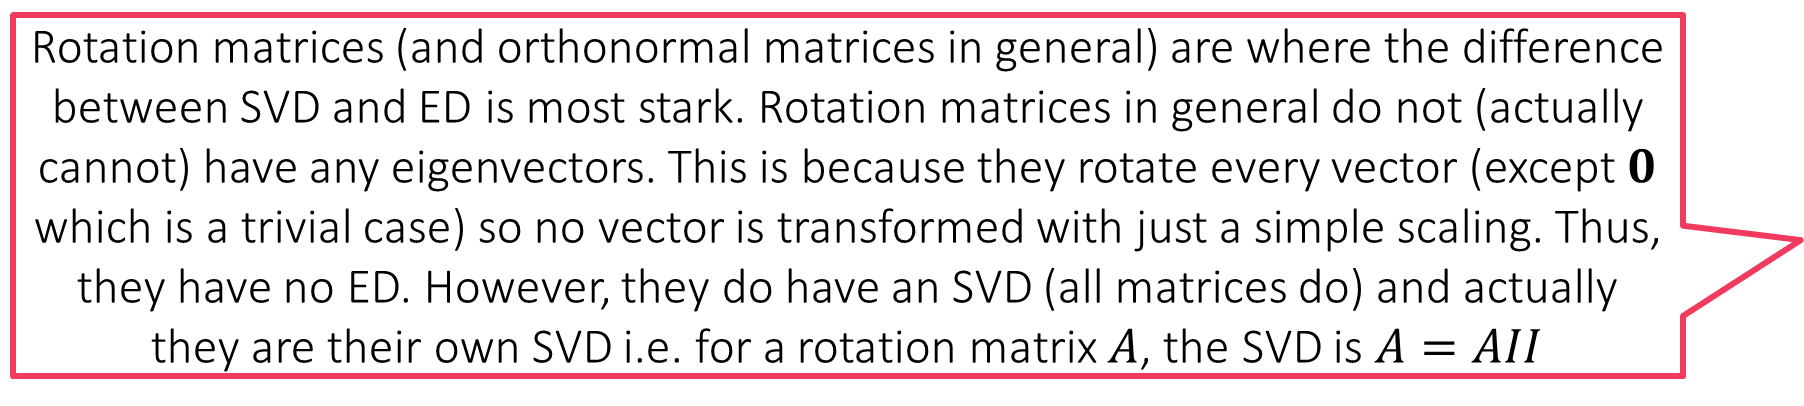 Rotation matrices (and orthonormal matrices in general) are where the difference
between SVD and ED is most stark. Rotation matrices in general do not (actually
cannot) have any eigenvectors. This is because they rotate every vector (except 𝟎
which is a trivial case) so no vector is transformed with just a simple scaling. Thus,
they have no ED. However, they do have an SVD (all matrices do) and actually
they are their own SVD i.e. for a rotation matrix 𝐴, the SVD is 𝐴 = 𝐴𝐼𝐼